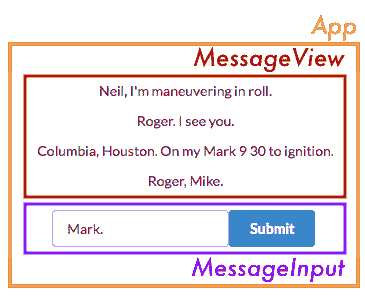 App
MessageView
Neil, I'm maneuvering in roll.
Roger. I see you.
Columbia, Houston. On my Mark 9 30 to ignition.
Roger, Mike.
Mark.
Submit
MessageInput